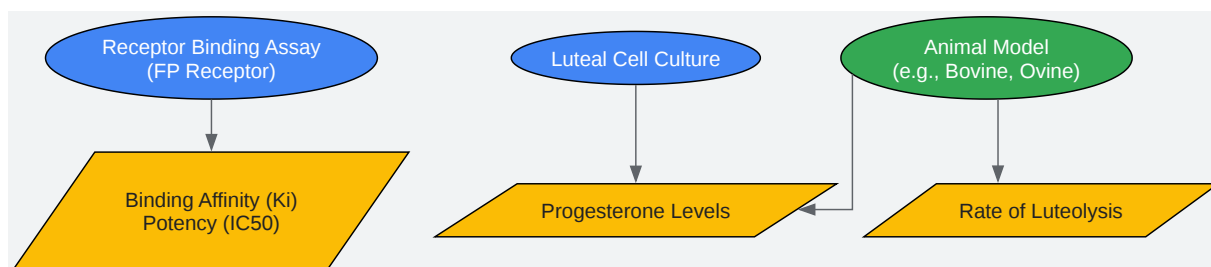 Receptor Binding Assay
(FP Receptor)
Luteal Cell Culture
Animal Model
(e.g., Bovine, Ovine)
Binding Affinity (Ki)
Potency (IC50)
Progesterone Levels
Rate of Luteolysis